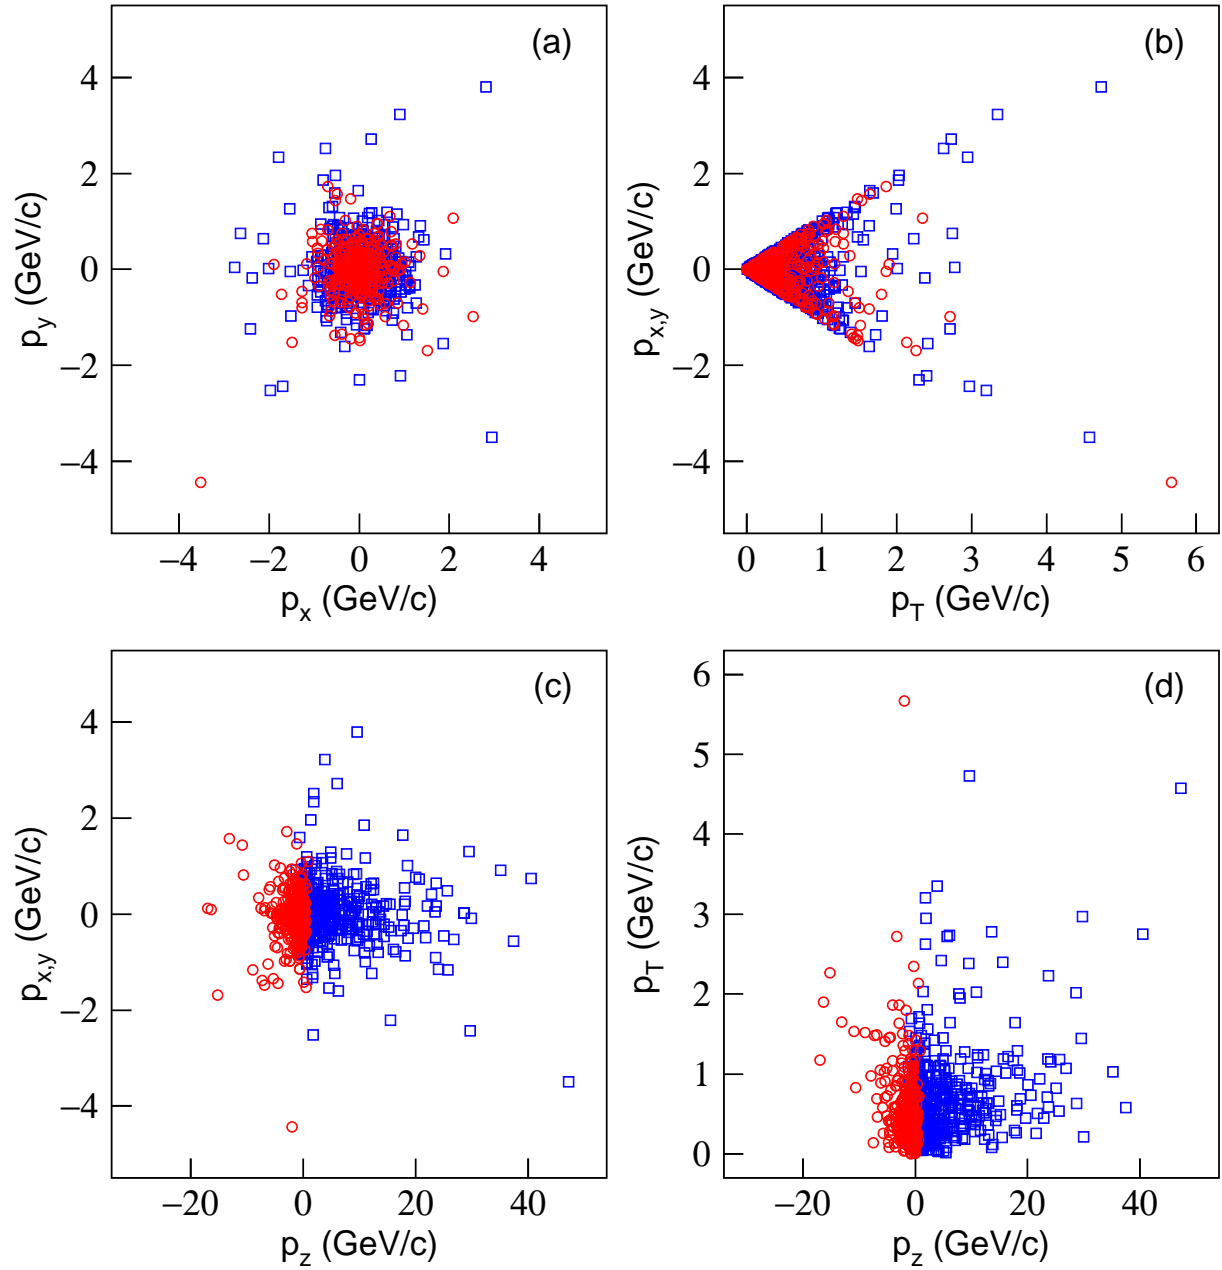 (a)
4
2
0
−2
−4
p_y (GeV/c)
−4 −2 0 2 4
p_x (GeV/c)
(b)
4
2
0
−2
−4
p_x,y (GeV/c)
0 1 2 3 4 5 6
p_T (GeV/c)
(c)
4
2
0
−2
−4
p_x,y (GeV/c)
−20 0 20 40
p_z (GeV/c)
(d)
6
5
4
3
2
1
0
p_T (GeV/c)
−20 0 20 40
p_z (GeV/c)